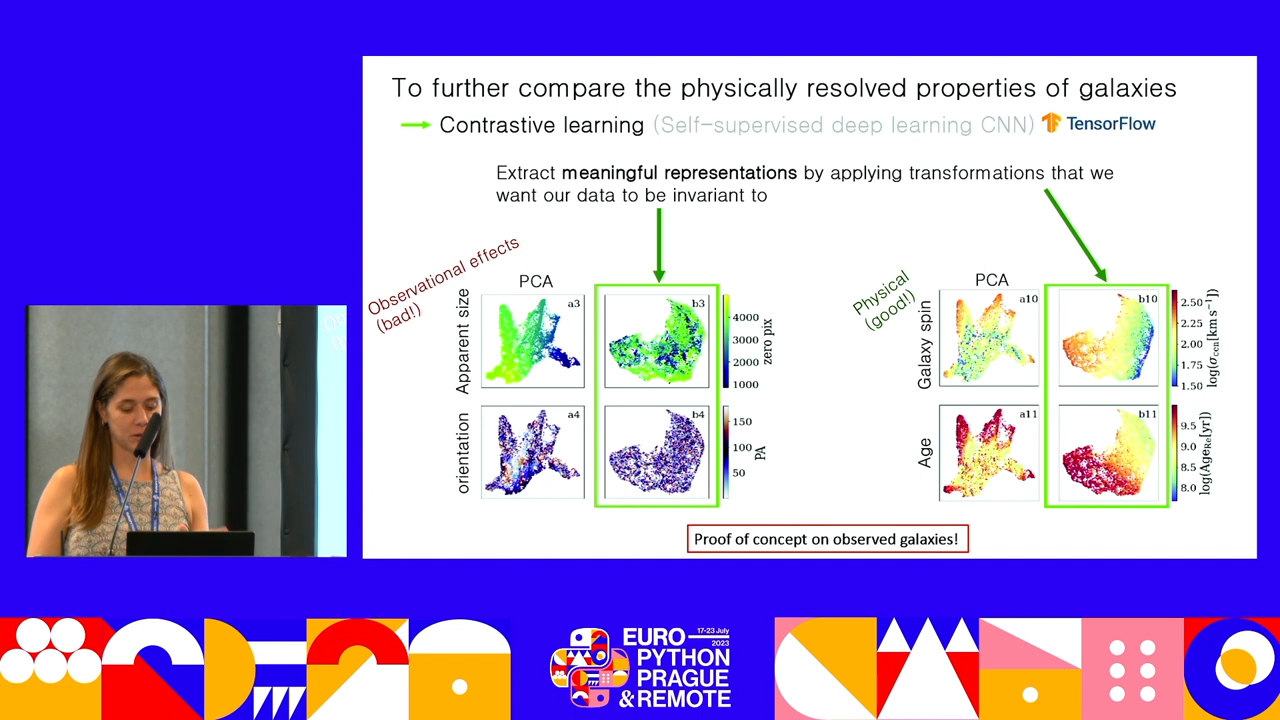 To further compare the physically resolved properties of galaxies
Contrastive learning (Self-supervised deep learning CNN) TensorFlow
Extract meaningful representations by applying transformations that we
want our data to be invariant to
Observational effects
(bad!)
PCA
Apparent size
a3
b3
4000
3000
2000
1000
zero pix
orientation
a4
b4
150
100
50
PA
Physical
(good!)
PCA
Galaxy spin
a10
b10
2.50
2.25
2.00
1.75
1.50
log(σcen[km s⁻¹])
Age
a11
b11
9.5
9.0
8.5
8.0
log(AgeRe[yr])
Proof of concept on observed galaxies!
EURO 17-23 July
2023
PYTHON
PRAGUE
& REMOTE